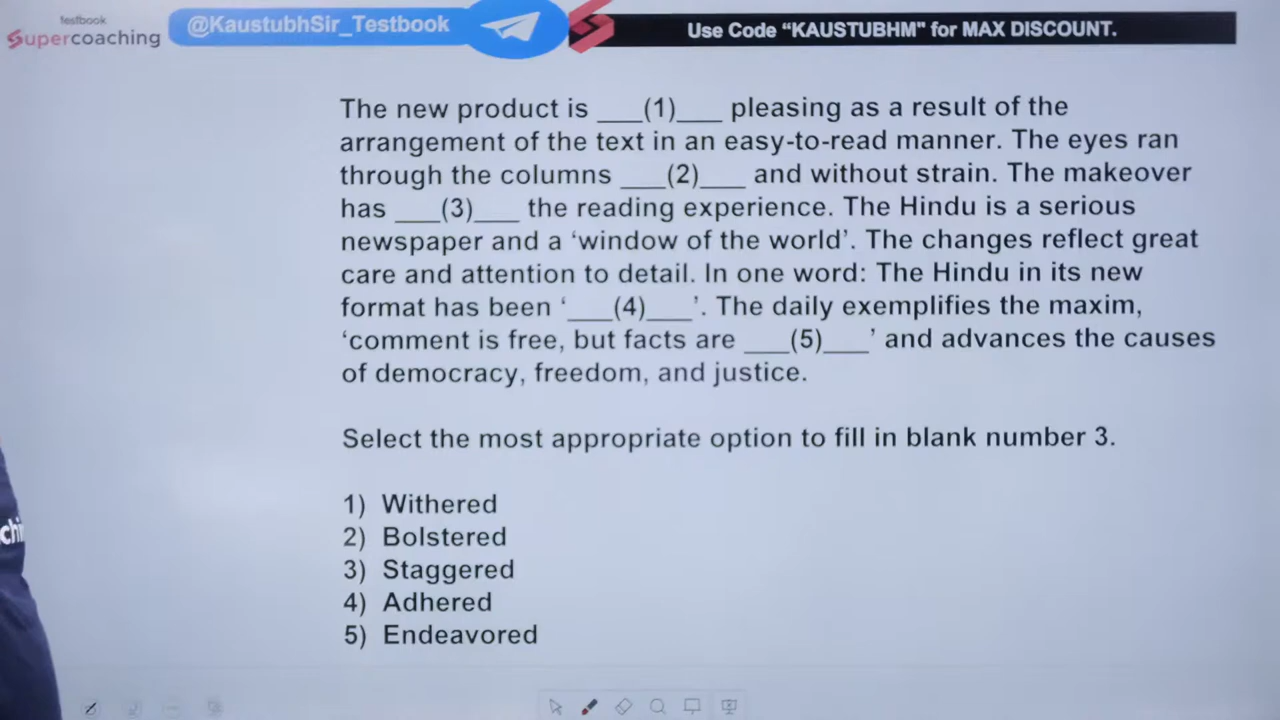 testbook
Supercoaching
@KaustubhSir_Testbook
Use Code “KAUSTUBHM" for MAX DISCOUNT.
The new product is ___(1)___ pleasing as a result of the
arrangement of the text in an easy-to-read manner. The eyes ran
through the columns ___(2)___ and without strain. The makeover
has ___(3)___ the reading experience. The Hindu is a serious
newspaper and a ‘window of the world’. The changes reflect great
care and attention to detail. In one word: The Hindu in its new
format has been ‘___(4)___’. The daily exemplifies the maxim,
‘comment is free, but facts are ___(5)___’ and advances the causes
of democracy, freedom, and justice.
Select the most appropriate option to fill in blank number 3.
1) Withered
2) Bolstered
3) Staggered
4) Adhered
5) Endeavored